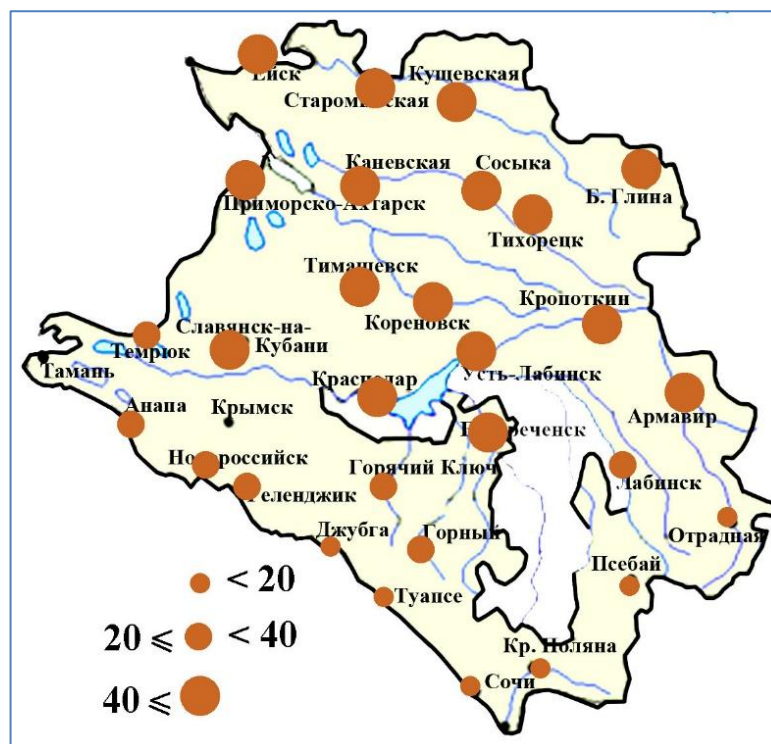 Ейск
Кущевская
Староминская
Каневская
Сосыка
Б. Глина
Приморско-Ахтарск
Тихорецк
Тимашевск
Кропоткин
Кореновск
Славянск-на-
Кубани
Темрюк
Тамань
Усть-Лабинск
Краснодар
Армавир
Анапа
Крымск
Белореченск
Новороссийск
Горячий Ключ
Лабинск
Геленджик
Джубга
Горный
Отрадная
Псебай
< 20
Туапсе
20 ⩽ < 40
Кр. Поляна
Сочи
40 ⩽